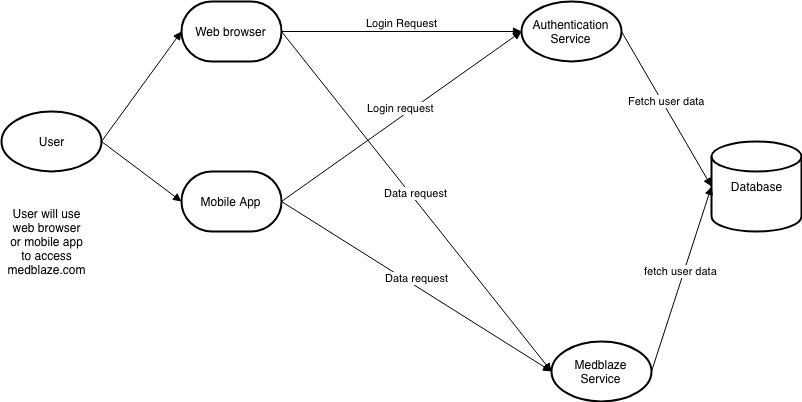 Web browser
Login Request
Authentication
Service
Fetch user data
Login request
User
Mobile App
Data request
Database
User will use
web browser
or mobile app
to access
medblaze.com
Data request
fetch user data
Medblaze
Service